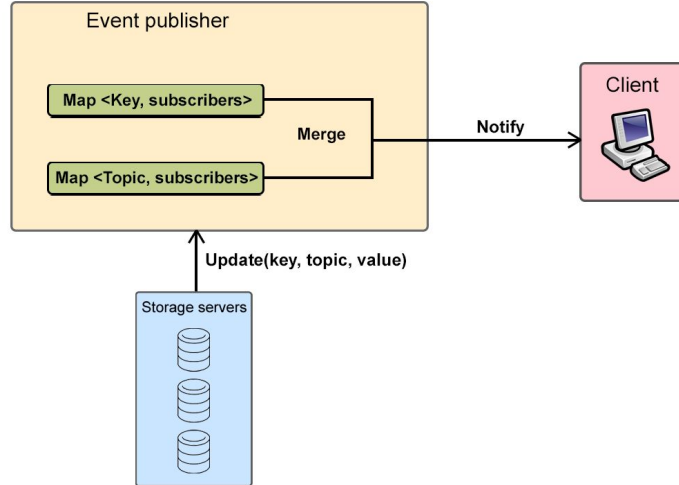 Event publisher
Map <Key, subscribers>
Merge
Map <Topic, subscribers>
Notify
Client
Update(key, topic, value)
Storage servers